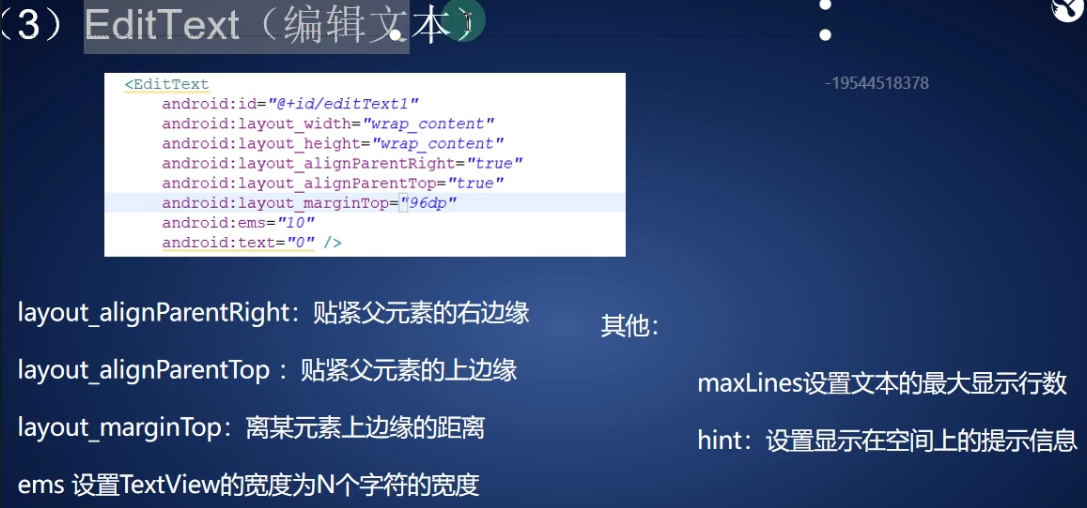 （3）EditText（编辑文本）
<EditText
android:id="@+id/editText1"
android:layout_width="wrap_content"
android:layout_height="wrap_content"
android:layout_alignParentRight="true"
android:layout_alignParentTop="true"
android:layout_marginTop="96dp"
android:ems="10"
android:text="0" />
-19544518378
layout_alignParentRight：贴紧父元素的右边缘
layout_alignParentTop ：贴紧父元素的上边缘
layout_marginTop：离某元素上边缘的距离
ems 设置TextView的宽度为N个字符的宽度
其他：
maxLines设置文本的最大显示行数
hint：设置显示在空间上的提示信息